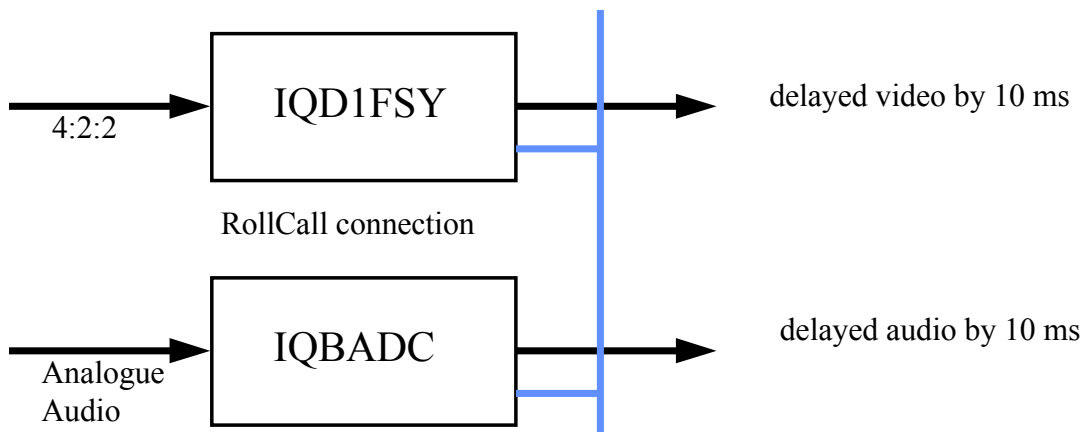 IQD1FSY
delayed video by 10 ms
4:2:2
RollCall connection
IQBADC
delayed audio by 10 ms
Analogue
Audio